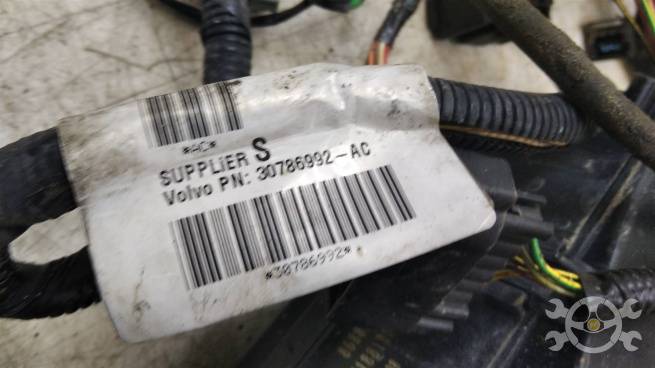 *AC*
SUPPLiER S
Volvo PN: 30786992-AC
*30786992*